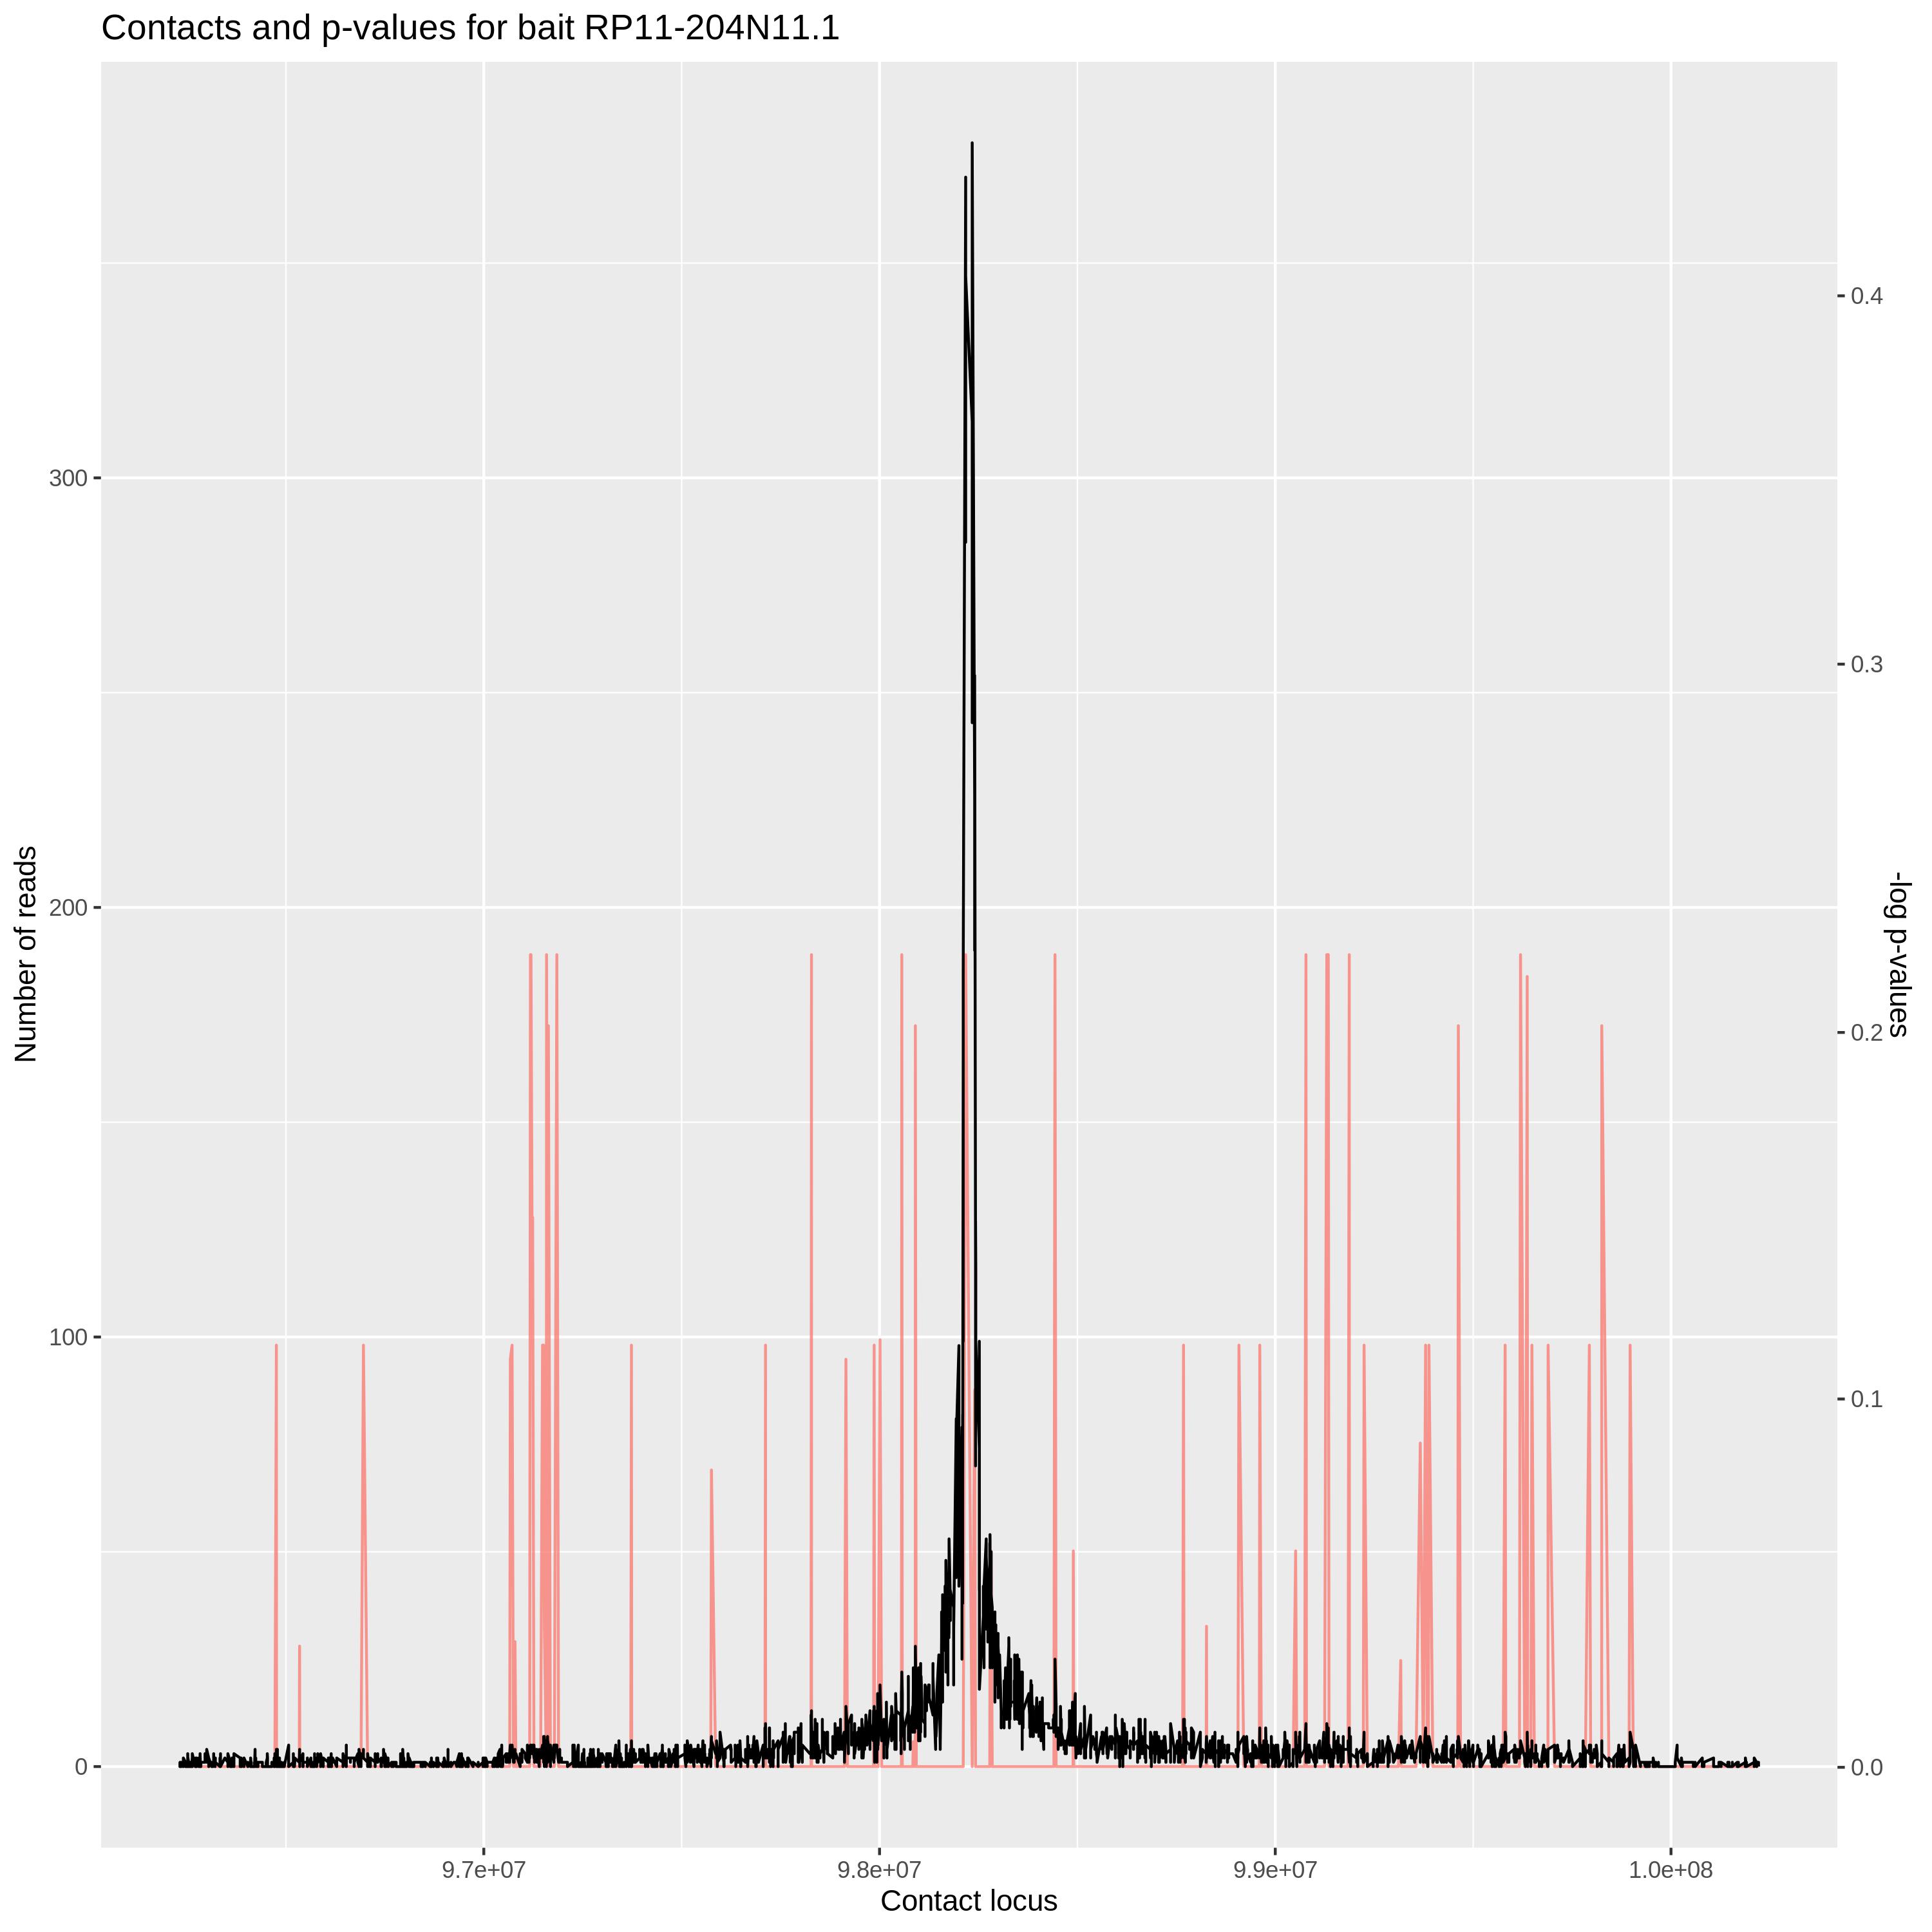 Contacts and p-values for bait RP11-204N11.1
Number of reads
300
200
100
0
0.4
0.3
0.2
0.1
0.0
-log p-values
9.7e+07
9.8e+07
9.9e+07
1.0e+08
Contact locus